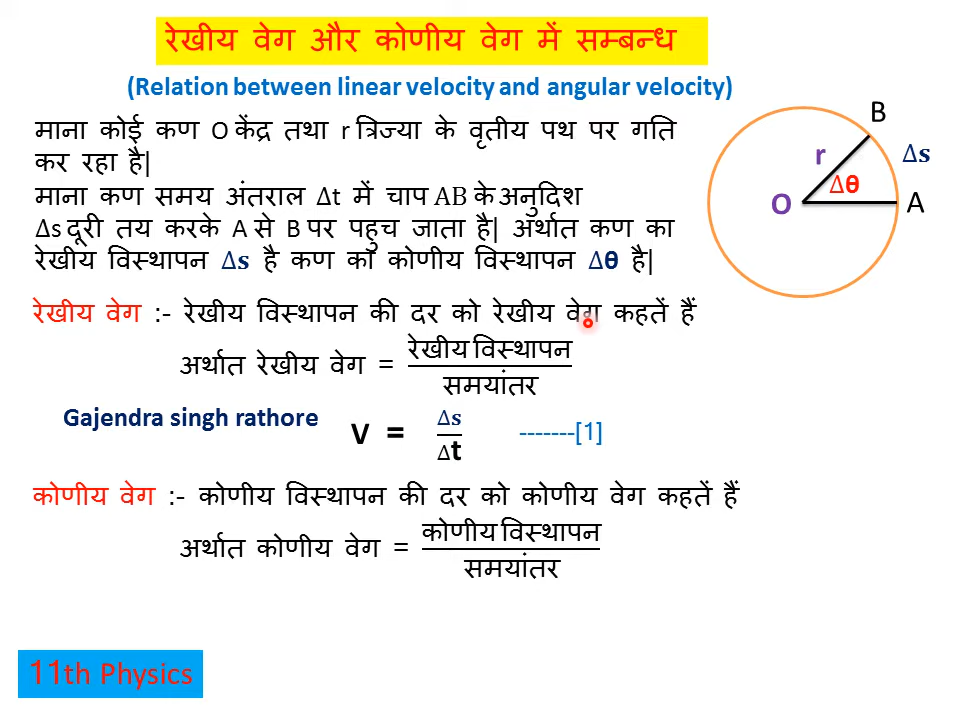 रेखीय वेग और कोणीय वेग में सम्बन्ध
(Relation between linear velocity and angular velocity)
माना कोई कण O केंद्र तथा r त्रिज्या के वृतीय पथ पर गति
कर रहा है|
माना कण समय अंतराल Δt में चाप AB के अनुदिश
Δs दूरी तय करके A से B पर पहुच जाता है| अर्थात कण का
रेखीय विस्थापन Δs है कण का कोणीय विस्थापन Δθ है|
B
r
Δs
Δθ
O
A
रेखीय वेग :- रेखीय विस्थापन की दर को रेखीय वेग कहतें हैं
अर्थात रेखीय वेग = रेखीय विस्थापन
समयांतर
Gajendra singh rathore
V = Δs
Δt
-------[1]
कोणीय वेग :- कोणीय विस्थापन की दर को कोणीय वेग कहतें हैं
अर्थात कोणीय वेग = कोणीय विस्थापन
समयांतर
11th Physics